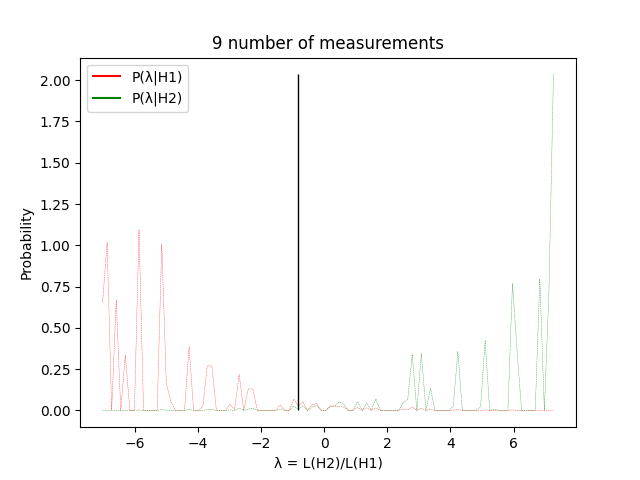 9 number of measurements
P(λ|H1)
P(λ|H2)
Probability
2.00
1.75
1.50
1.25
1.00
0.75
0.50
0.25
0.00
−6 −4 −2 0 2 4 6
λ = L(H2)/L(H1)